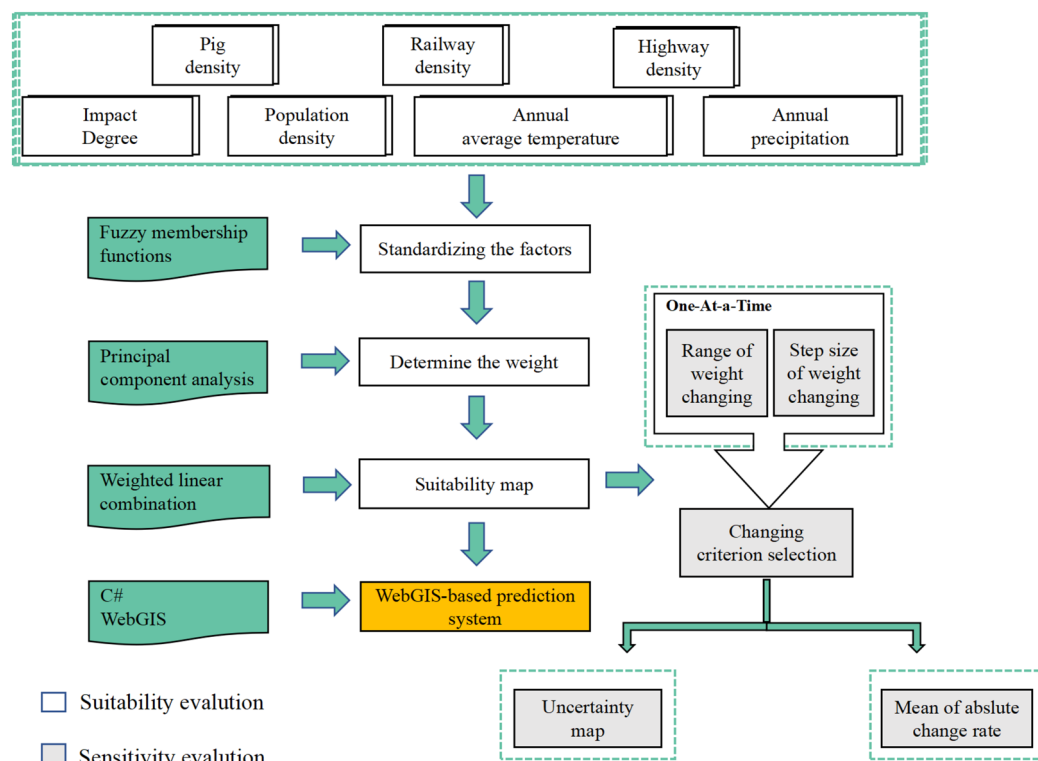 Pig
density
Railway
density
Highway
density
Impact
Degree
Population
density
Annual
average temperature
Annual
precipitation
Fuzzy membership
functions
Standardizing the factors
One-At-a-Time
Range of
weight
changing
Step size
of weight
changing
Principal
component analysis
Determine the weight
Weighted linear
combination
Suitability map
Changing
criterion selection
C#
WebGIS
WebGIS-based prediction
system
Suitability evalution
Uncertainty
map
Mean of abslute
change rate
Sensitivity evalution